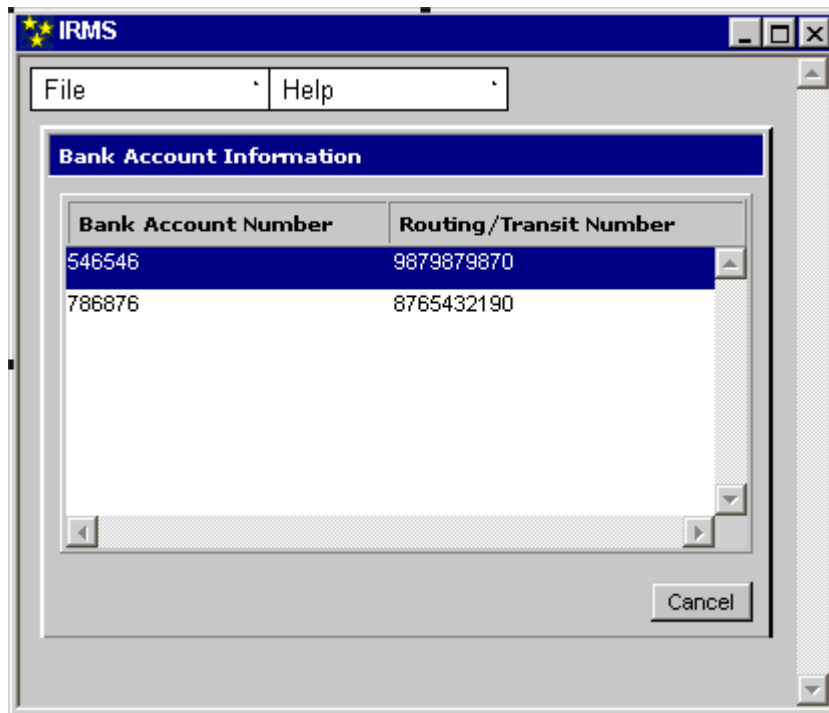 IRMS
File Help
Bank Account Information
Bank Account Number Routing/Transit Number
546546 9879879870
786876 8765432190
Cancel